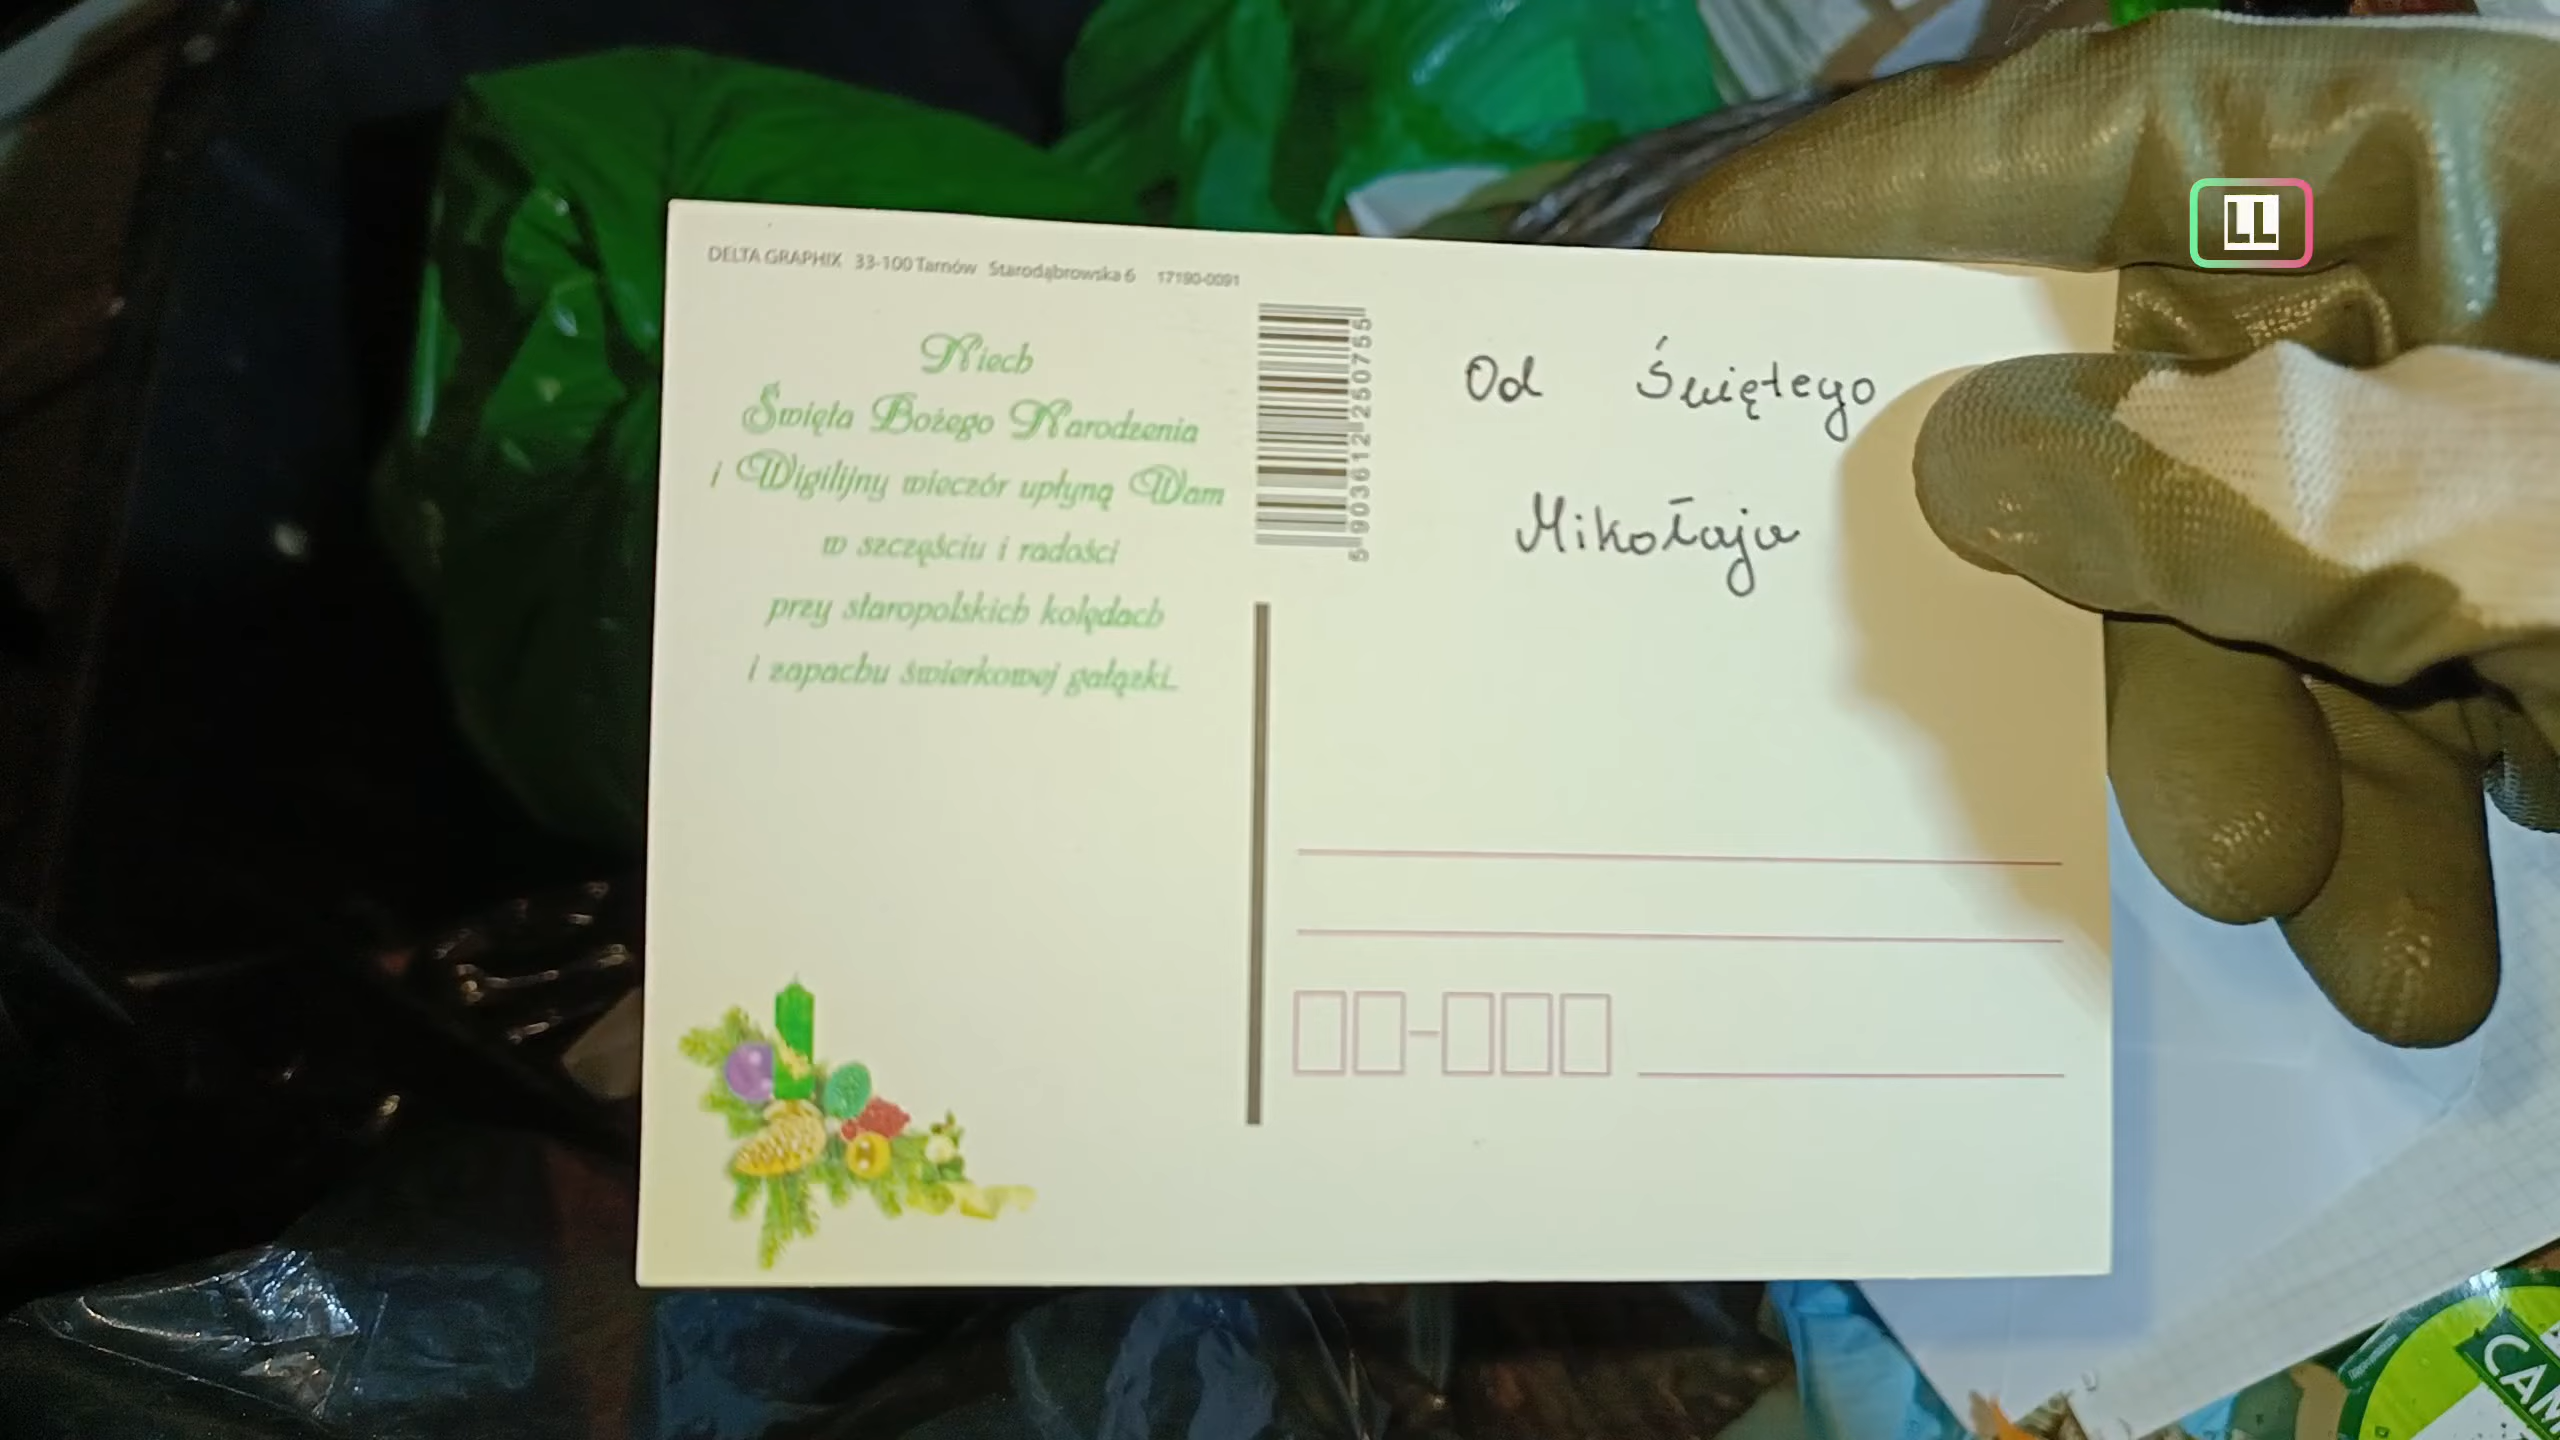 DELTA GRAPHIX 33-100 Tarnów Starodąbrowska 6 17190-0091
Niech
Święta Bożego Narodzenia
i Wigilijny wieczór upłyną Wam
w szczęściu i radości
przy staropolskich kolędach
i zapachu świerkowej gałązki...
5 903612 250755
Od Świętego
Mikołaja
LL
CAM